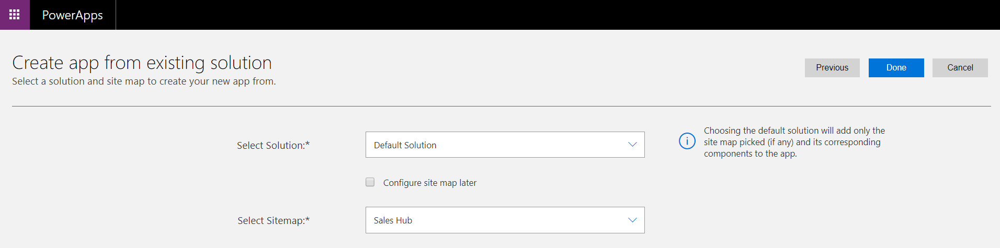 PowerApps
Create app from existing solution
Select a solution and site map to create your new app from.
Previous
Done
Cancel
Select Solution:*
Default Solution
Choosing the default solution will add only the
site map picked (if any) and its corresponding
components to the app.
Configure site map later
Select Sitemap:*
Sales Hub